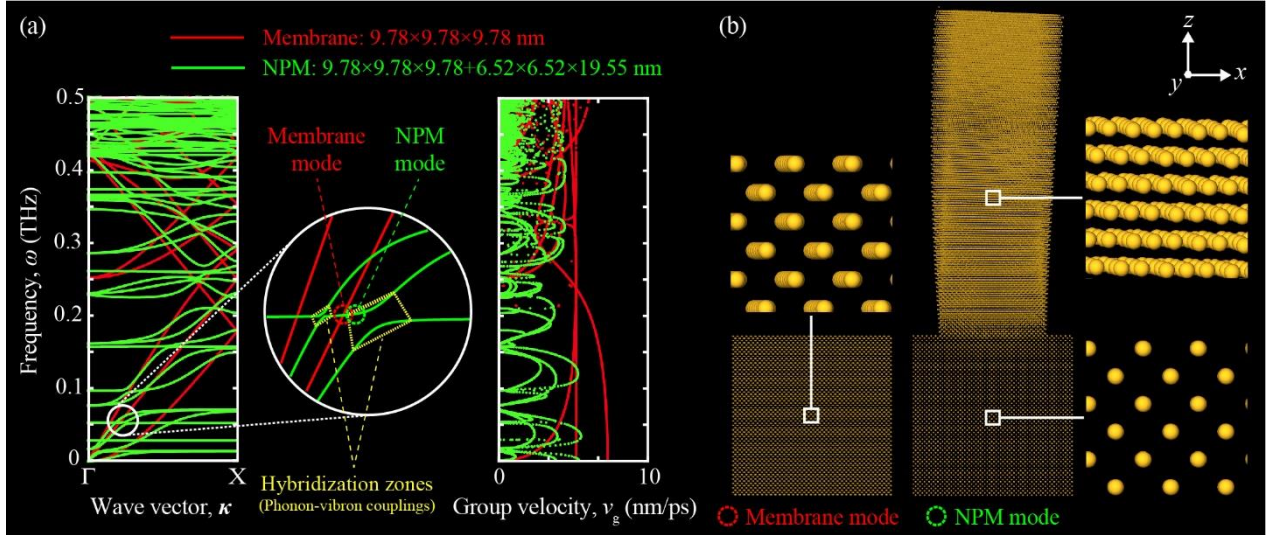 (a)
Membrane: 9.78×9.78×9.78 nm
NPM: 9.78×9.78×9.78+6.52×6.52×19.55 nm
0.5
0.4
0.3
0.2
0.1
0
Frequency, ω (THz)
Γ
X
Wave vector, κ
Membrane
mode
NPM
mode
Hybridization zones
(Phonon-vibron couplings)
0
10
Group velocity, vg (nm/ps)
(b)
z
y
x
Membrane mode
NPM mode